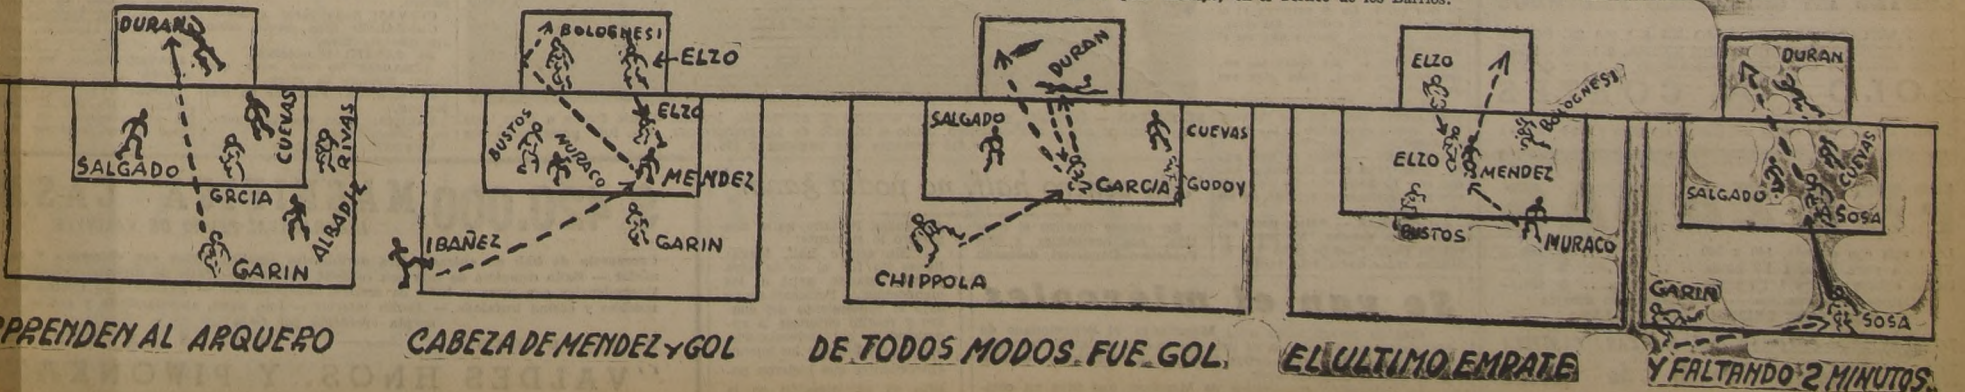 DURAN
SALGADO
GRCIA
CUEVAS
RIVAS
ALBADIZ
GARIN
PRENDEN AL ARQUERO
BOLOGNESI
ELZO
ELZO
BUSTOS
MURACO
MENDEZ
IBAÑEZ
GARIN
CABEZA DE MENDEZ Y GOL
DURAN
SALGADO
CUEVAS
GARCIA
GODOY
CHIPPOLA
DE TODOS MODOS FUE GOL.
ELZO
BOLOGNESI
ELZO
MENDEZ
BUSTOS
MURACO
EL ULTIMO EMPATE
DURAN
SALGADO
CUEVAS
SOSA
GARIN
SOSA
Y FALTANDO 2 MINUTOS.